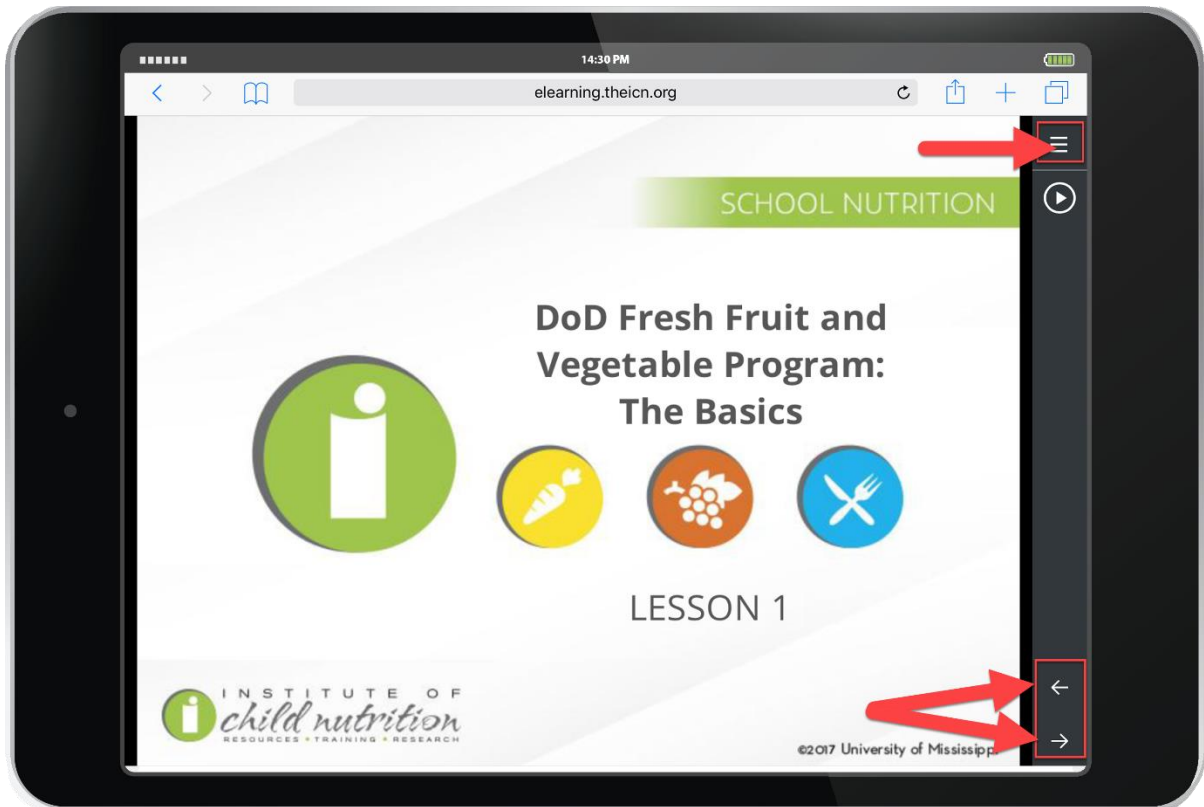 14:30 PM
elearning.theicn.org
SCHOOL NUTRITION
DoD Fresh Fruit and
Vegetable Program:
The Basics
LESSON 1
INSTITUTE OF
child nutrition
RESOURCES • TRAINING • RESEARCH
©2017 University of Mississippi